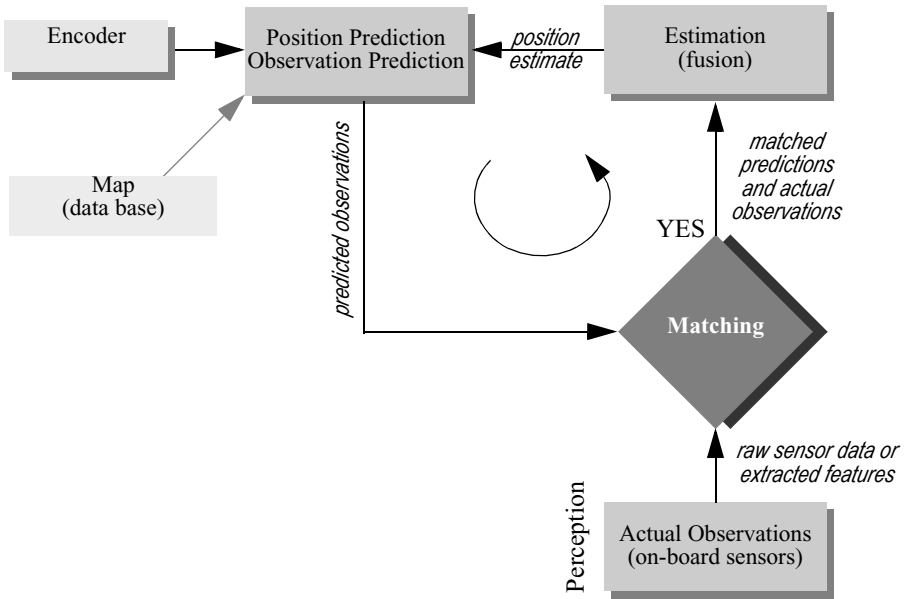 Encoder
Position Prediction
Observation Prediction
position
estimate
Estimation
(fusion)
Map
(data base)
predicted observations
matched
predictions
and actual
observations
YES
Matching
raw sensor data or
extracted features
Perception
Actual Observations
(on-board sensors)